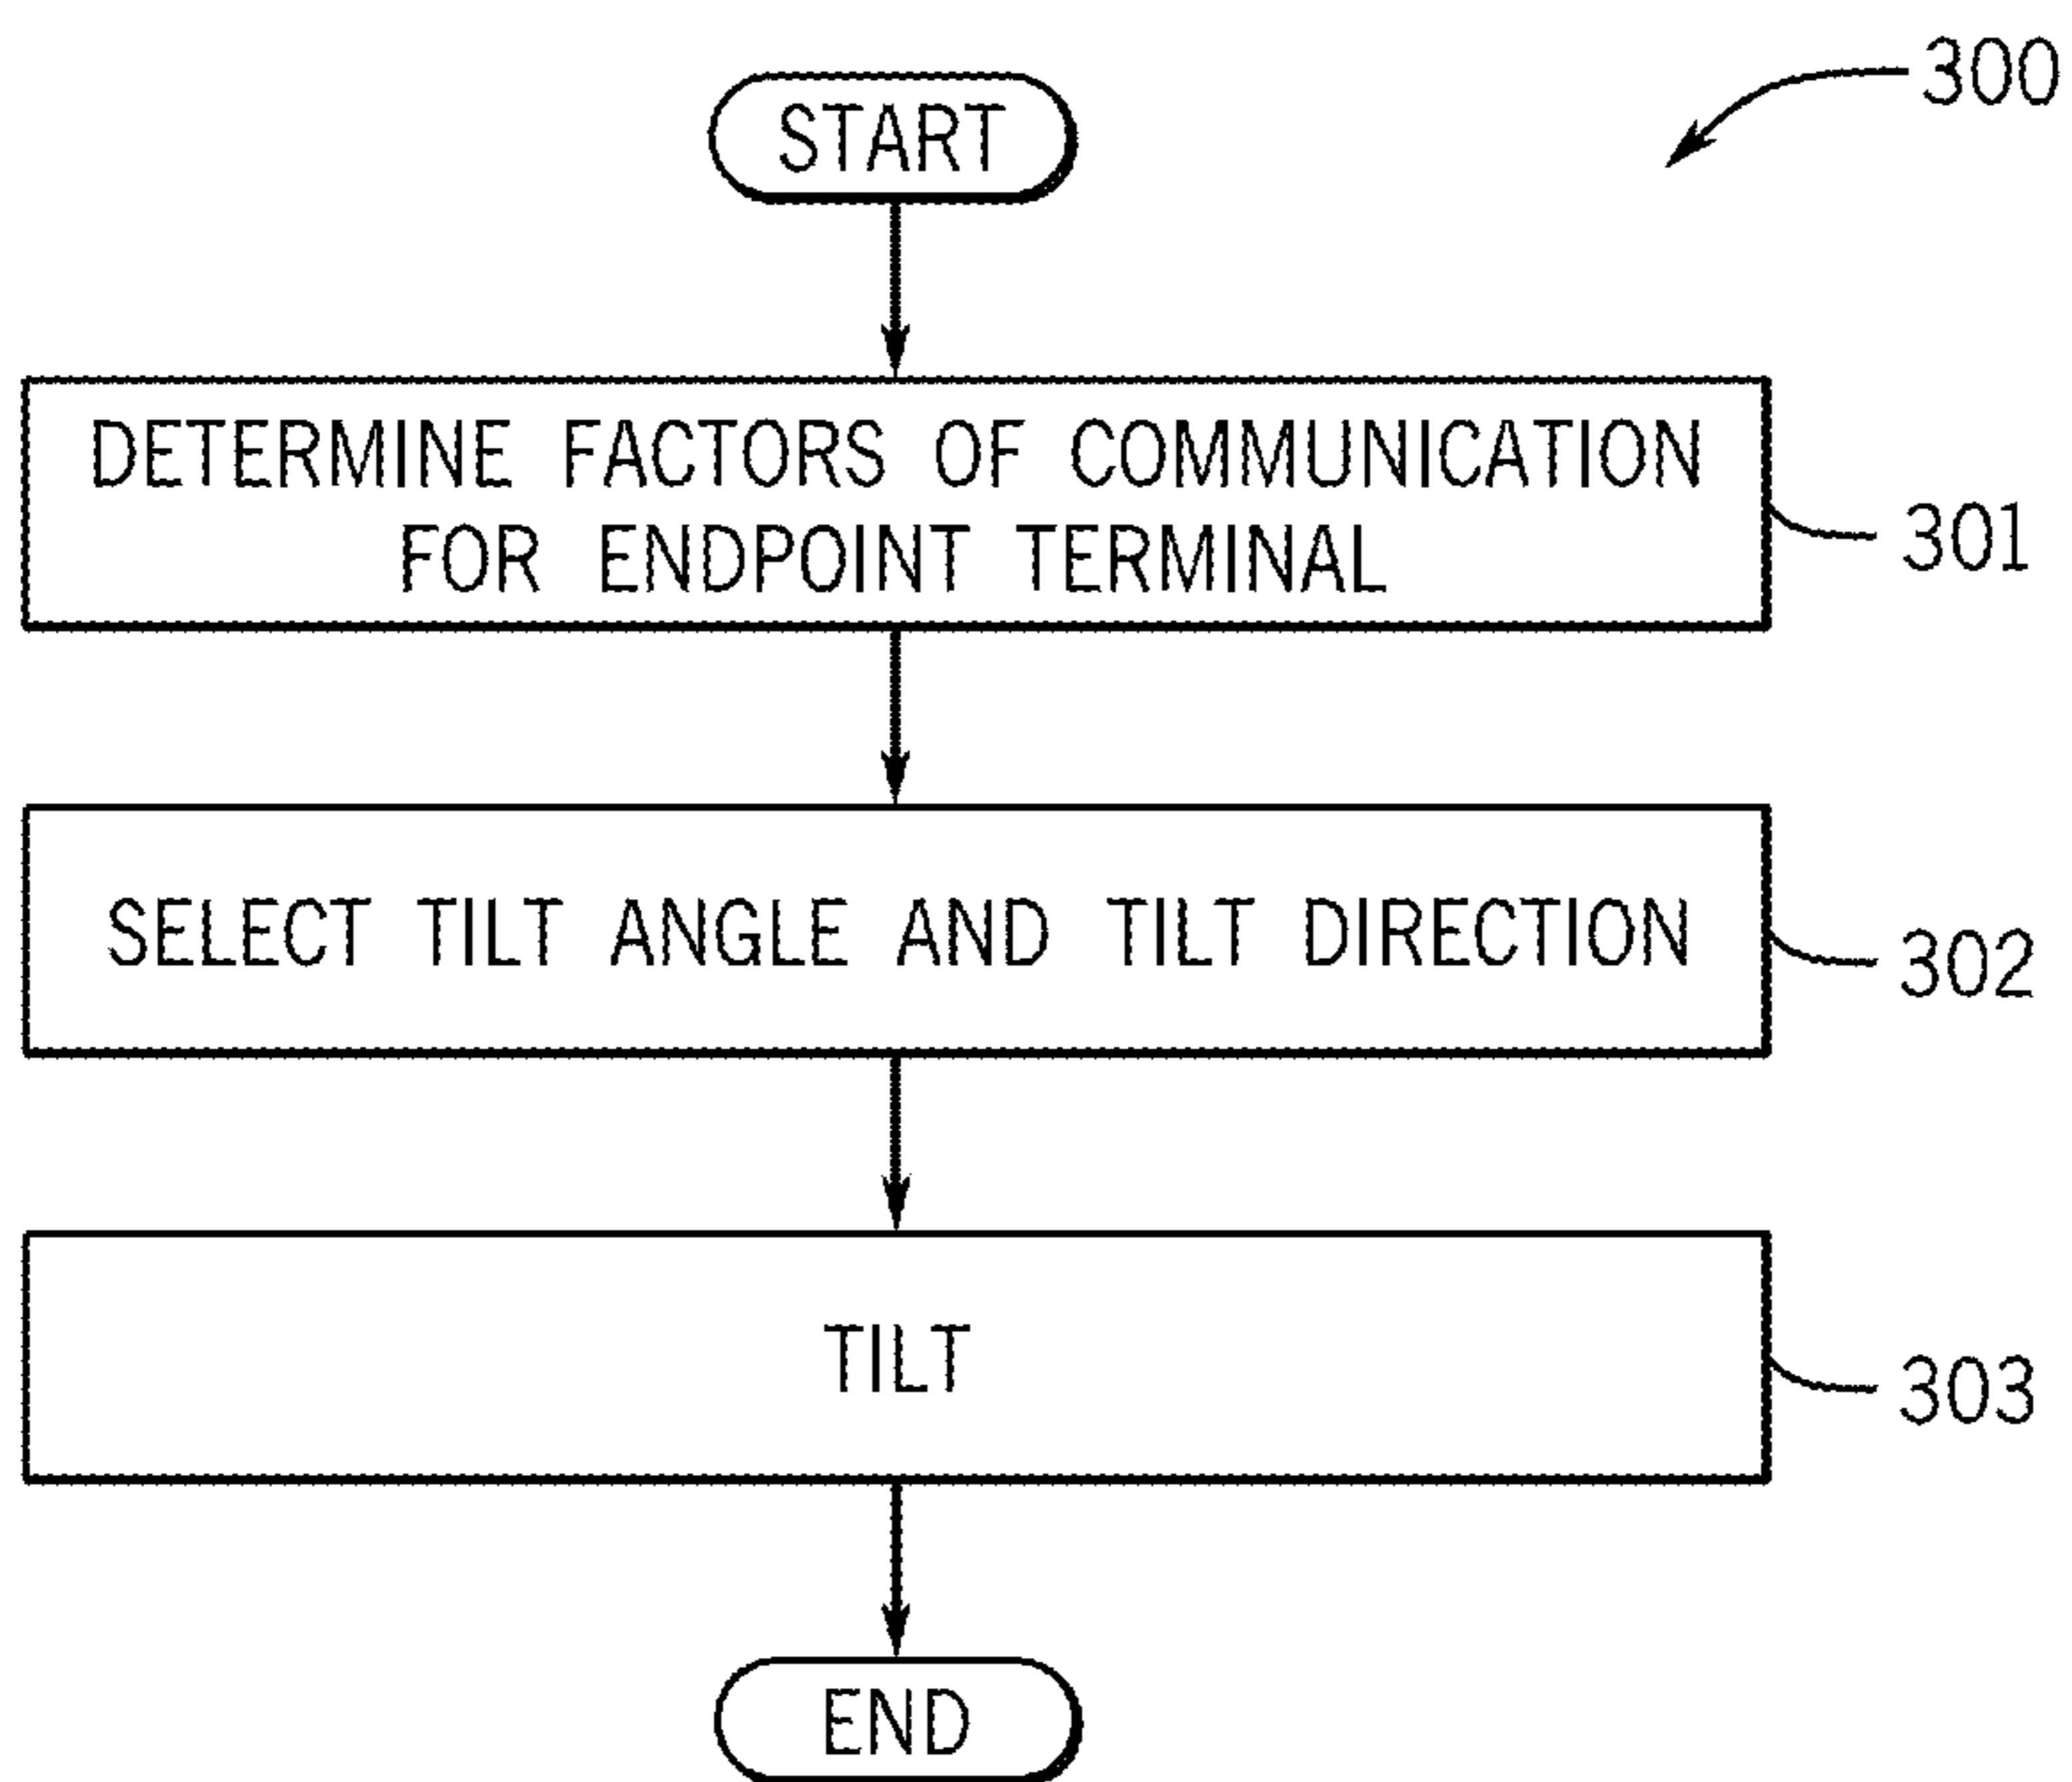 300
START
DETERMINE FACTORS OF COMMUNICATION
FOR ENDPOINT TERMINAL
301
SELECT TILT ANGLE AND TILT DIRECTION
302
TILT
303
END